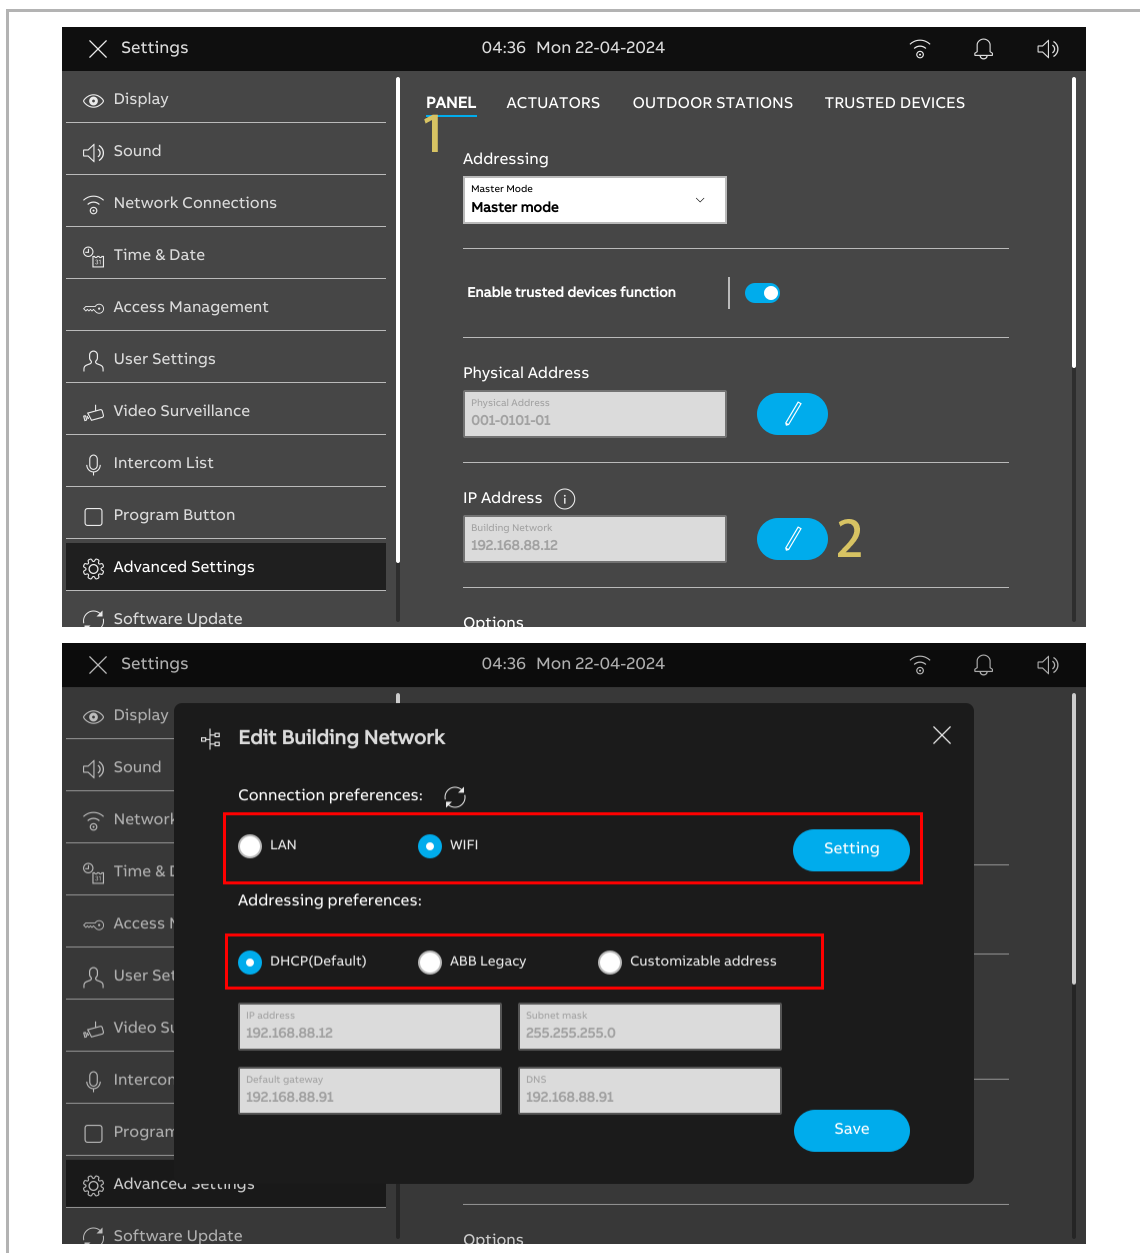 Settings
04:36 Mon 22-04-2024
Display
Sound
Network Connections
31
Time & Date
Access Management
User Settings
Video Surveillance
Intercom List
Program Button
Advanced Settings
Software Update
PANEL ACTUATORS OUTDOOR STATIONS TRUSTED DEVICES
1
Addressing
Master Mode
Master mode
Enable trusted devices function
Physical Address
Physical Address
001-0101-01
IP Address i
Building Network
192.168.88.12
2
Options
Settings
04:36 Mon 22-04-2024
Display
Sound
Network
31
Time & D
Access M
User Set
Video Su
Intercom
Program
Advanced Settings
Software Update
Edit Building Network
Connection preferences:
LAN WIFI Setting
Addressing preferences:
DHCP(Default) ABB Legacy Customizable address
IP address
192.168.88.12
Subnet mask
255.255.255.0
Default gateway
192.168.88.91
DNS
192.168.88.91
Save
Options